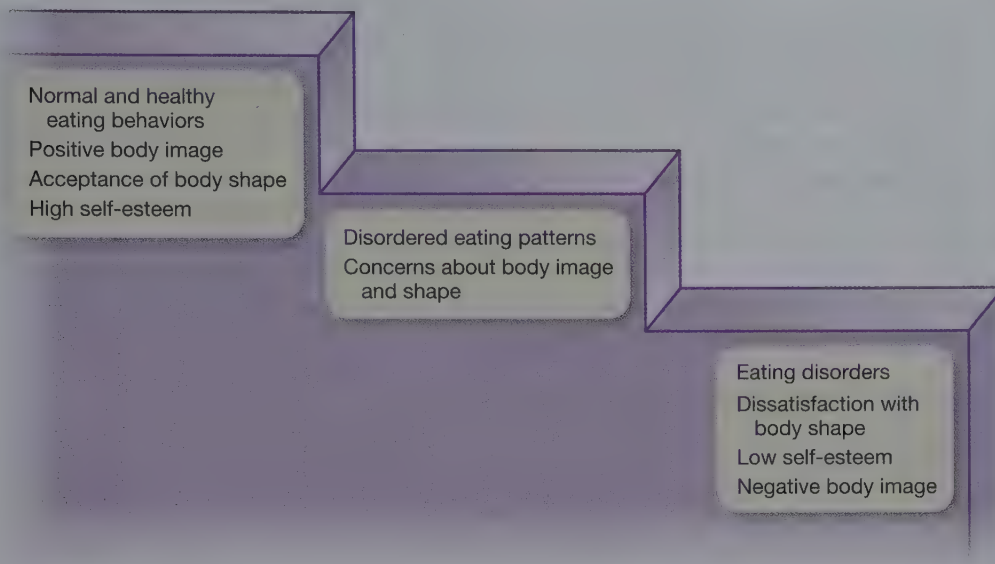 Normal and healthy
eating behaviors
Positive body image
Acceptance of body shape
High self-esteem
Disordered eating patterns
Concerns about body image
and shape
Eating disorders
Dissatisfaction with
body shape
Low self-esteem
Negative body image